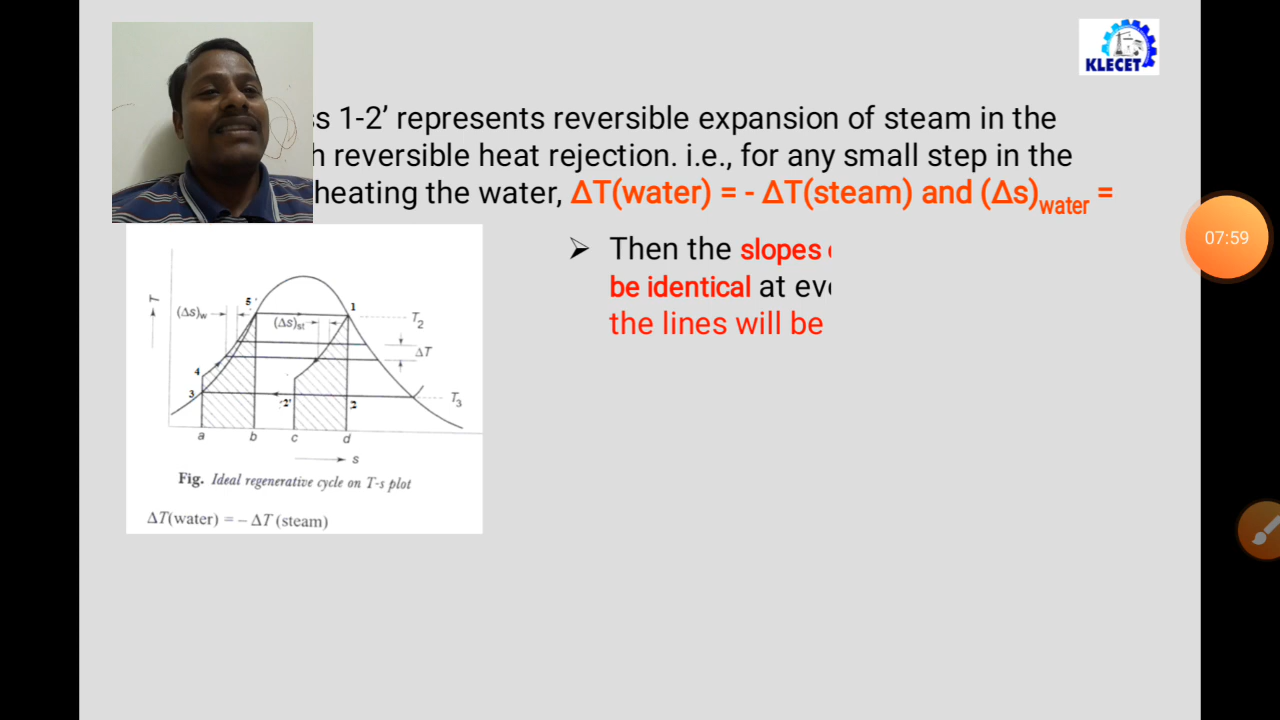 KLECET
ss 1-2’ represents reversible expansion of steam in the
h reversible heat rejection. i.e., for any small step in the
heating the water, ΔT(water) = - ΔT(steam) and (Δs)water =
07:59
➢ Then the slopes
be identical at eve
the lines will be
T
5'
1
(Δs)w
(Δs)st
T2
ΔT
4
3
2'
2
T3
a b c d
s
Fig. Ideal regenerative cycle on T-s plot
ΔT(water) = – ΔT (steam)